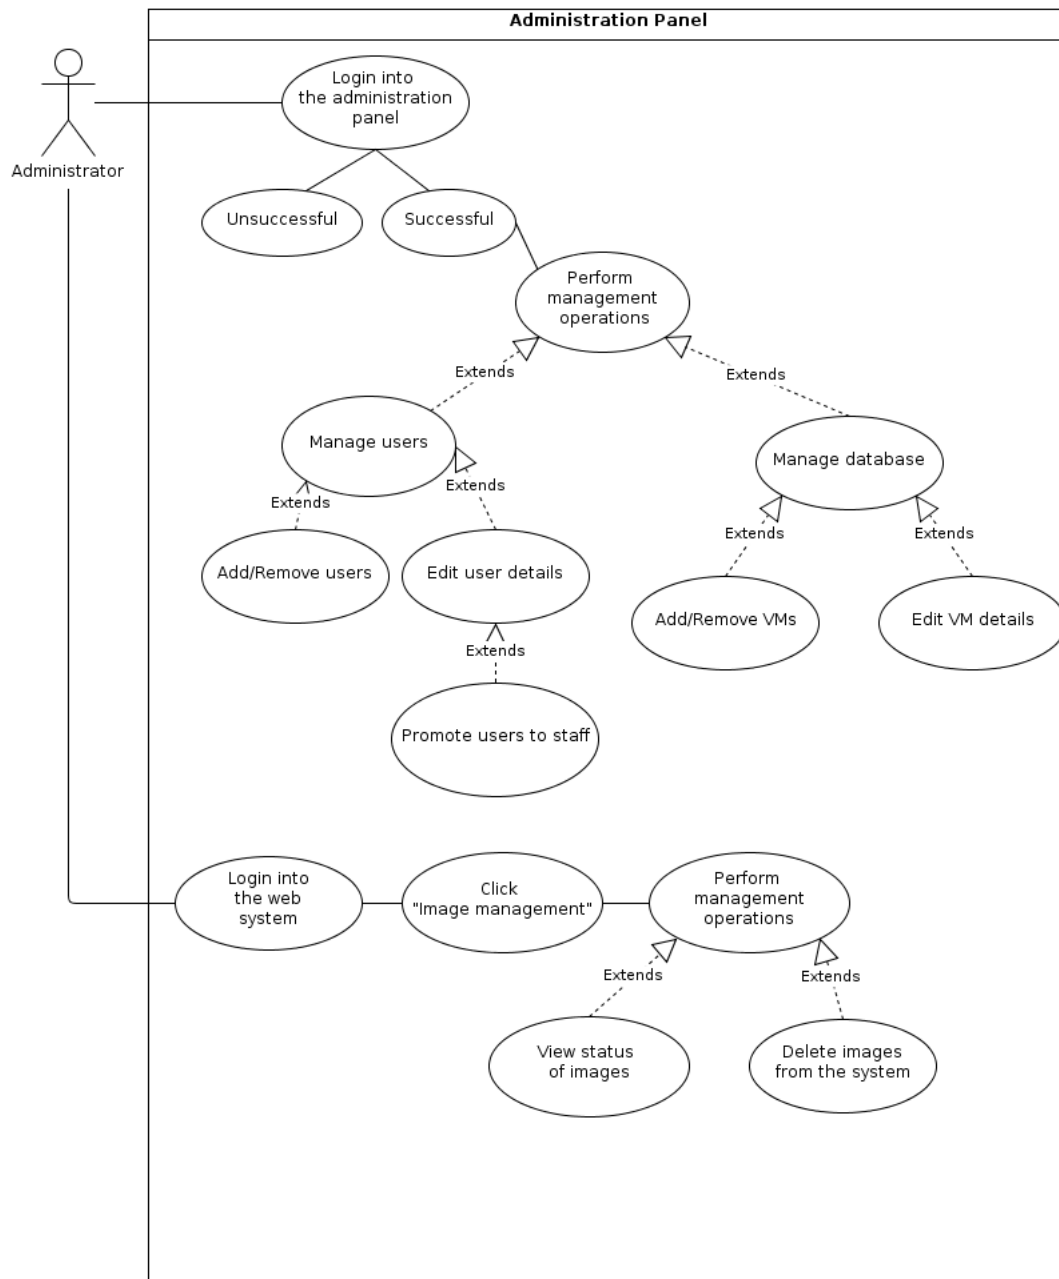 Administration Panel
Login into
the administration
panel
Administrator
Unsuccessful
Successful
Perform
management
operations
Extends
Extends
Manage users
Manage database
Extends
Extends
Extends
Extends
Add/Remove users
Edit user details
Add/Remove VMs
Edit VM details
Extends
Promote users to staff
Login into
the web
system
Click
"Image management"
Perform
management
operations
Extends
Extends
View status
of images
Delete images
from the system